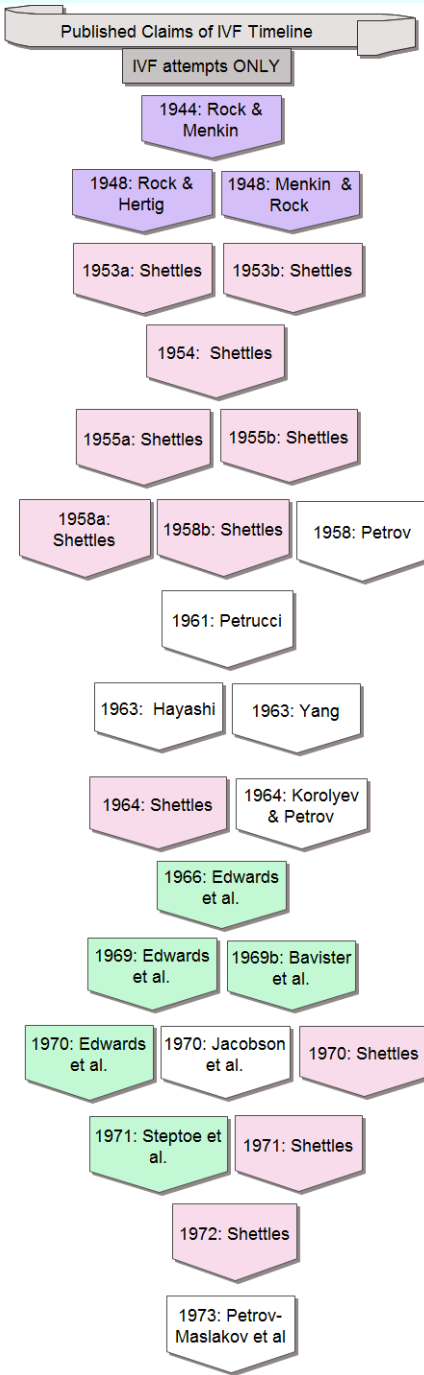 Published Claims of IVF Timeline
IVF attempts ONLY
1944: Rock &
Menkin
1948: Rock &
Hertig
1948: Menkin & 
Rock
1953a: Shettles
1953b: Shettles
1954: Shettles
1955a: Shettles
1955b: Shettles
1958a:
Shettles
1958b: Shettles
1958: Petrov
1961: Petrucci
1963: Hayashi
1963: Yang
1964: Shettles
1964: Korolyev
& Petrov
1966: Edwards
et al.
1969: Edwards
et al.
1969b: Bavister
et al.
1970: Edwards
et al.
1970: Jacobson
et al.
1970: Shettles
1971: Steptoe et
al.
1971: Shettles
1972: Shettles
1973: Petrov-
Maslakov et al